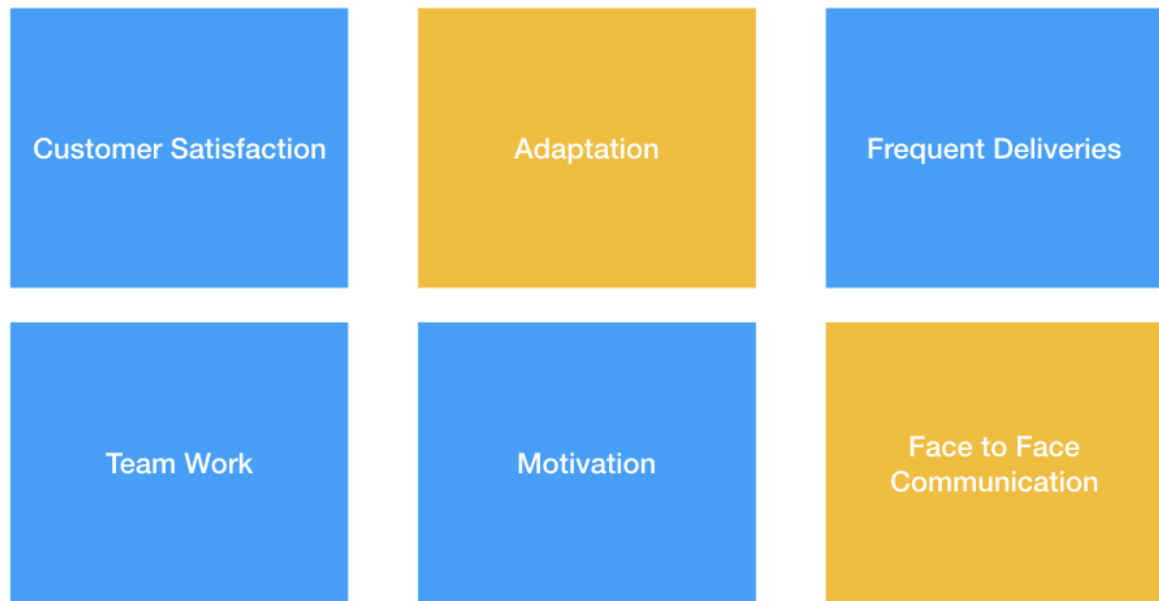 Customer Satisfaction
Adaptation
Frequent Deliveries
Team Work
Motivation
Face to Face
Communication